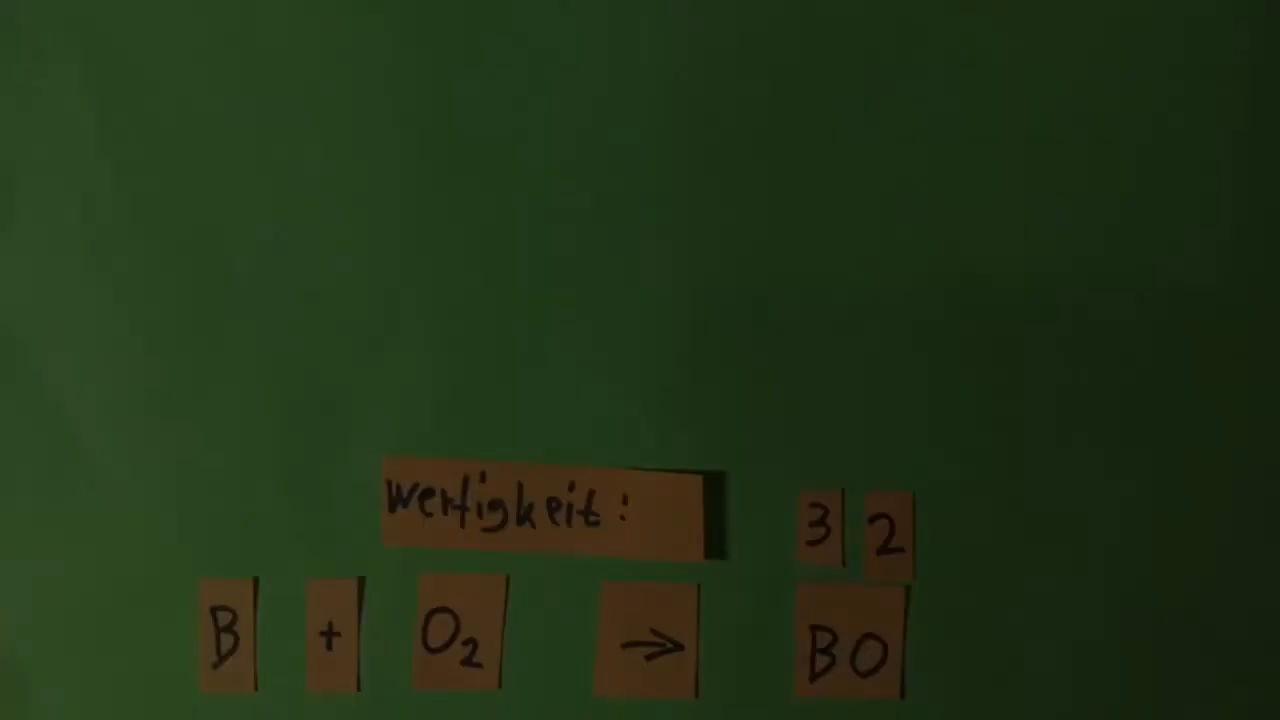 Wertigkeit: 3 2
B + O₂ → BO